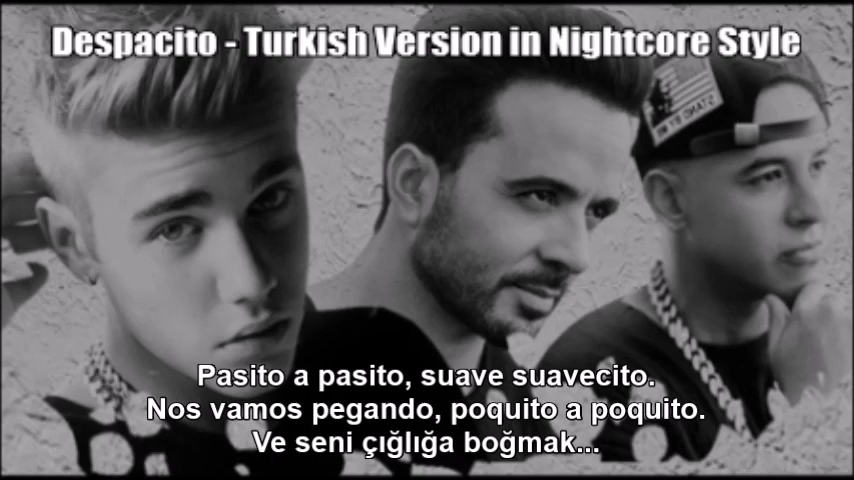 Despacito - Turkish Version in Nightcore Style
Pasito a pasito, suave suavecito.
Nos vamos pegando, poquito a poquito.
Ve seni çığlığa boğmak...